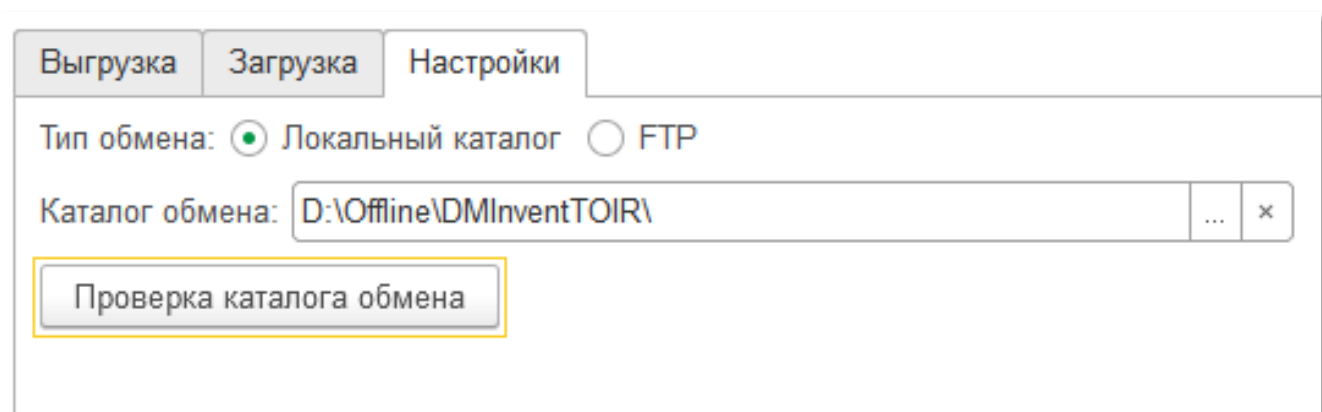 Выгрузка Загрузка Настройки
Тип обмена: Локальный каталог FTP
Каталог обмена: D:\Offline\DMInventTOIR\ ... ×
Проверка каталога обмена